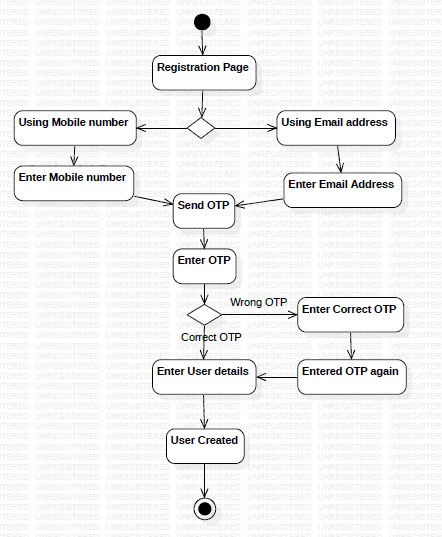 Registration Page
Using Mobile number
Using Email address
Enter Mobile number
Enter Email Address
Send OTP
Enter OTP
Wrong OTP
Enter Correct OTP
Correct OTP
Enter User details
Entered OTP again
User Created
UNREGISTERED